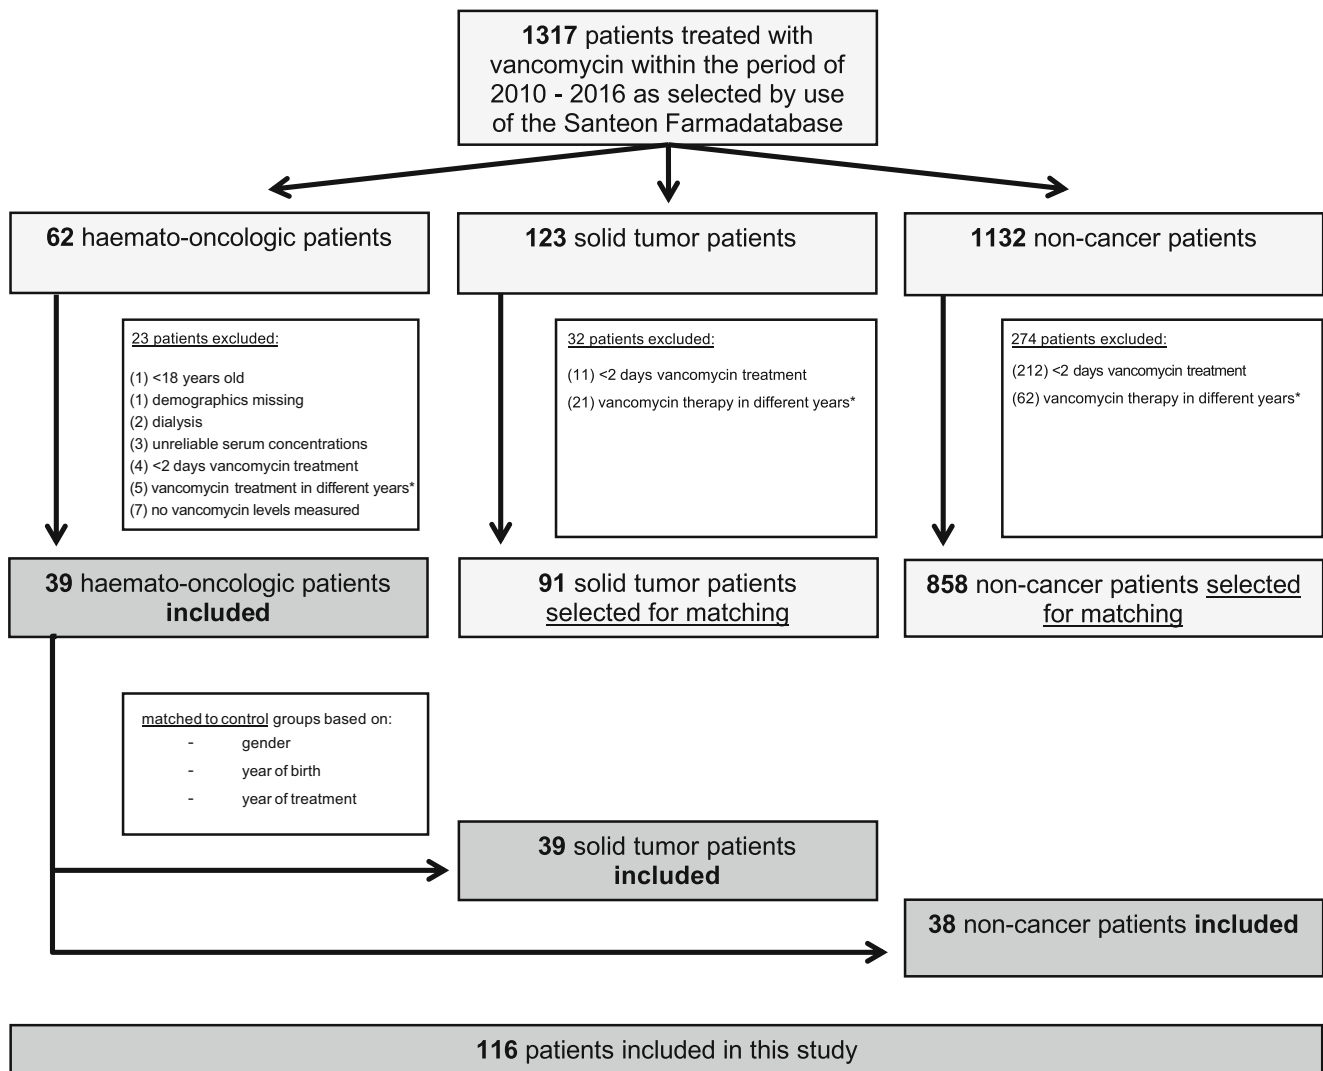 1317 patients treated with
vancomycin within the period of
2010 - 2016 as selected by use
of the Santeon Farmadatabase
62 haemato-oncologic patients
123 solid tumor patients
1132 non-cancer patients
23 patients excluded:
(1) <18 years old
(1) demographics missing
(2) dialysis
(3) unreliable serum concentrations
(4) <2 days vancomycin treatment
(5) vancomycin treatment in different years*
(7) no vancomycin levels measured
32 patients excluded:
(11) <2 days vancomycin treatment
(21) vancomycin therapy in different years*
274 patients excluded:
(212) <2 days vancomycin treatment
(62) vancomycin therapy in different years*
39 haemato-oncologic patients
included
91 solid tumor patients
selected for matching
858 non-cancer patients selected
for matching
matched to control groups based on:
- gender
- year of birth
- year of treatment
39 solid tumor patients
included
38 non-cancer patients included
116 patients included in this study